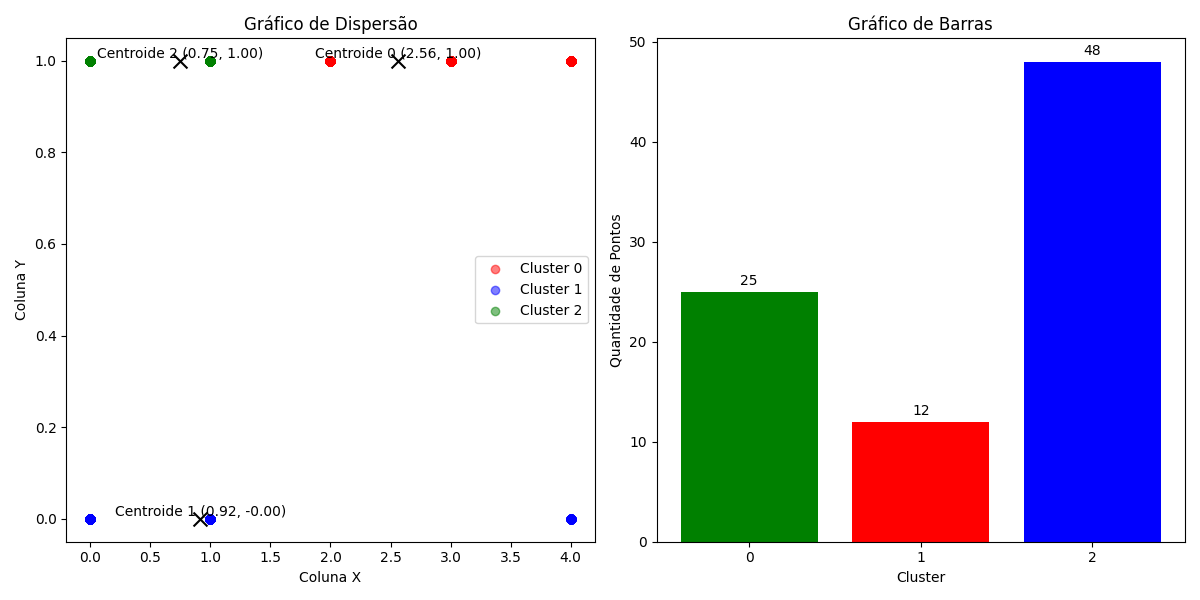 Gráfico de Dispersão
Centroide 2 (0.75, 1.00)
Centroide 0 (2.56, 1.00)
1.0
0.8
0.6
0.4
0.2
0.0
Coluna Y
Cluster 0
Cluster 1
Cluster 2
Centroide 1 (0.92, -0.00)
0.0 0.5 1.0 1.5 2.0 2.5 3.0 3.5 4.0
Coluna X
Gráfico de Barras
50
40
30
20
10
0
Quantidade de Pontos
25
12
48
0 1 2
Cluster